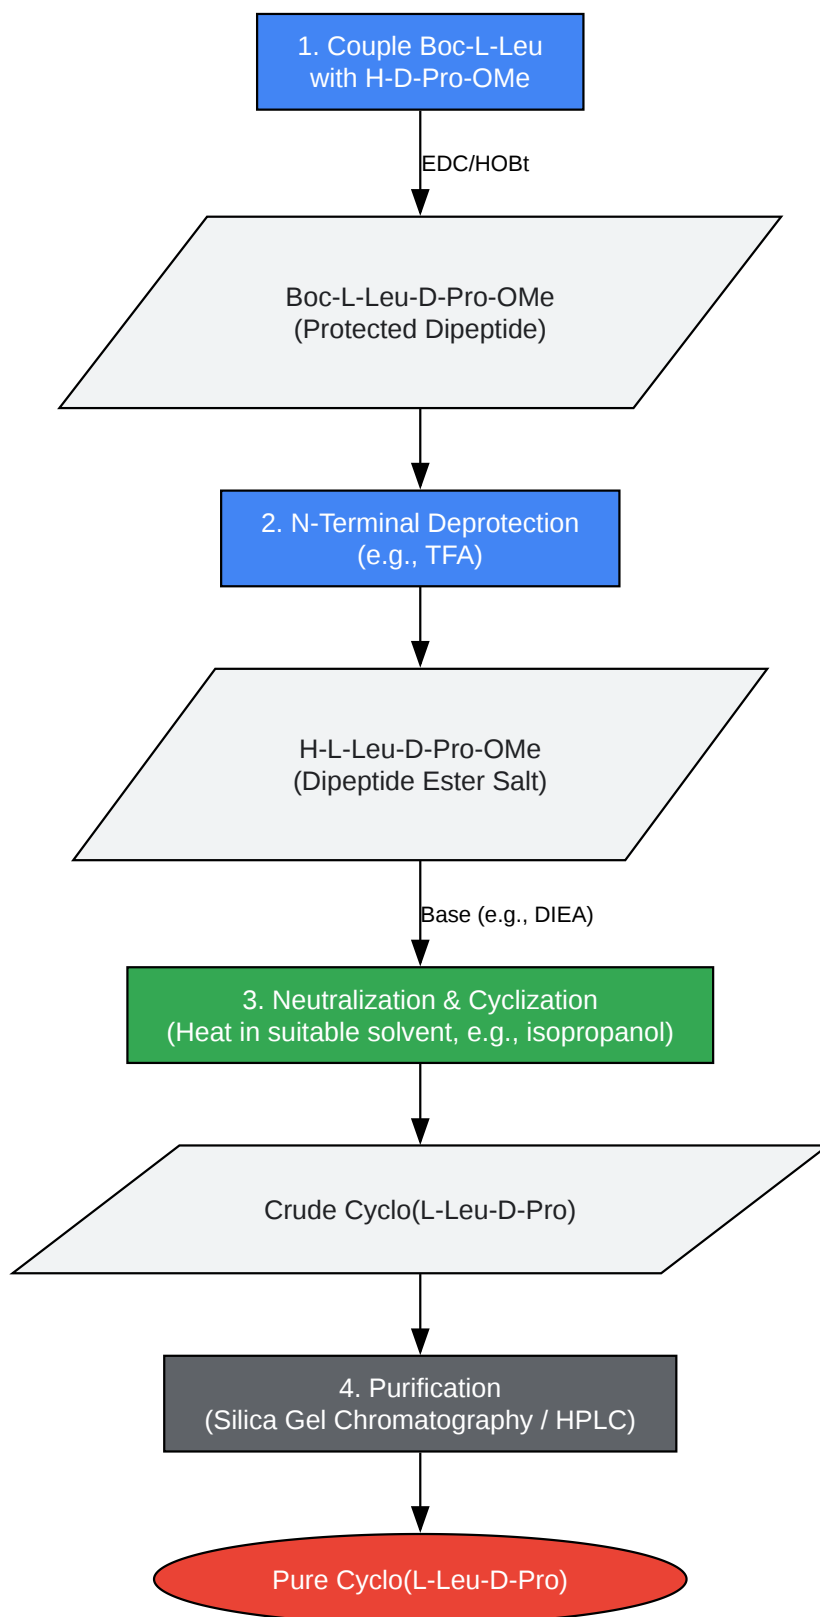 1. Couple Boc-L-Leu
with H-D-Pro-OMe
EDC/HOBt
Boc-L-Leu-D-Pro-OMe
(Protected Dipeptide)
2. N-Terminal Deprotection
(e.g., TFA)
H-L-Leu-D-Pro-OMe
(Dipeptide Ester Salt)
Base (e.g., DIEA)
3. Neutralization & Cyclization
(Heat in suitable solvent, e.g., isopropanol)
Crude Cyclo(L-Leu-D-Pro)
4. Purification
(Silica Gel Chromatography / HPLC)
Pure Cyclo(L-Leu-D-Pro)